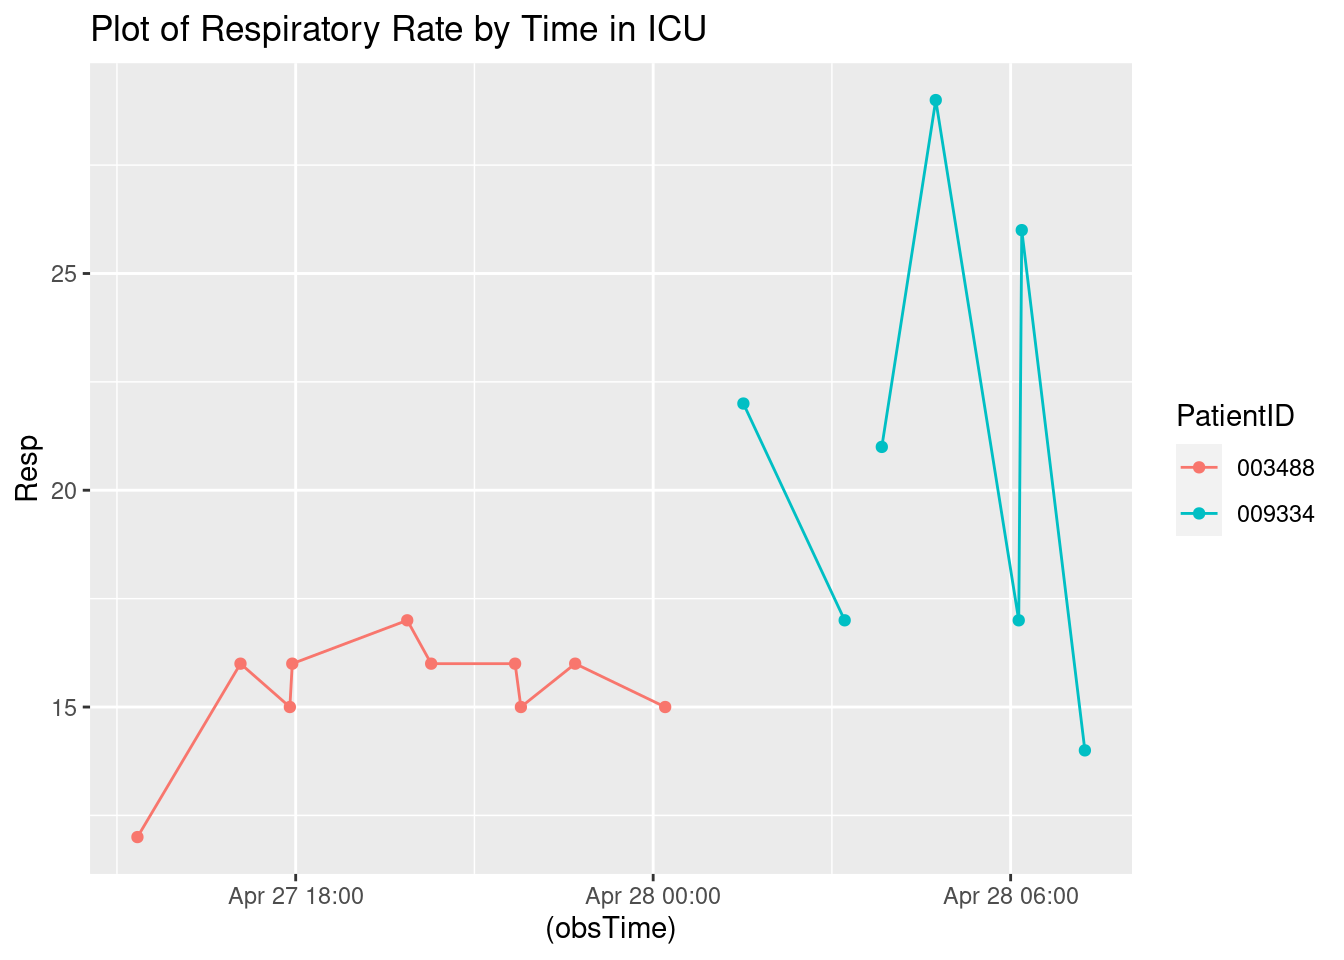 Plot of Respiratory Rate by Time in ICU
Resp
25
20
15
Apr 27 18:00
Apr 28 00:00
Apr 28 06:00
(obsTime)
PatientID
003488
009334